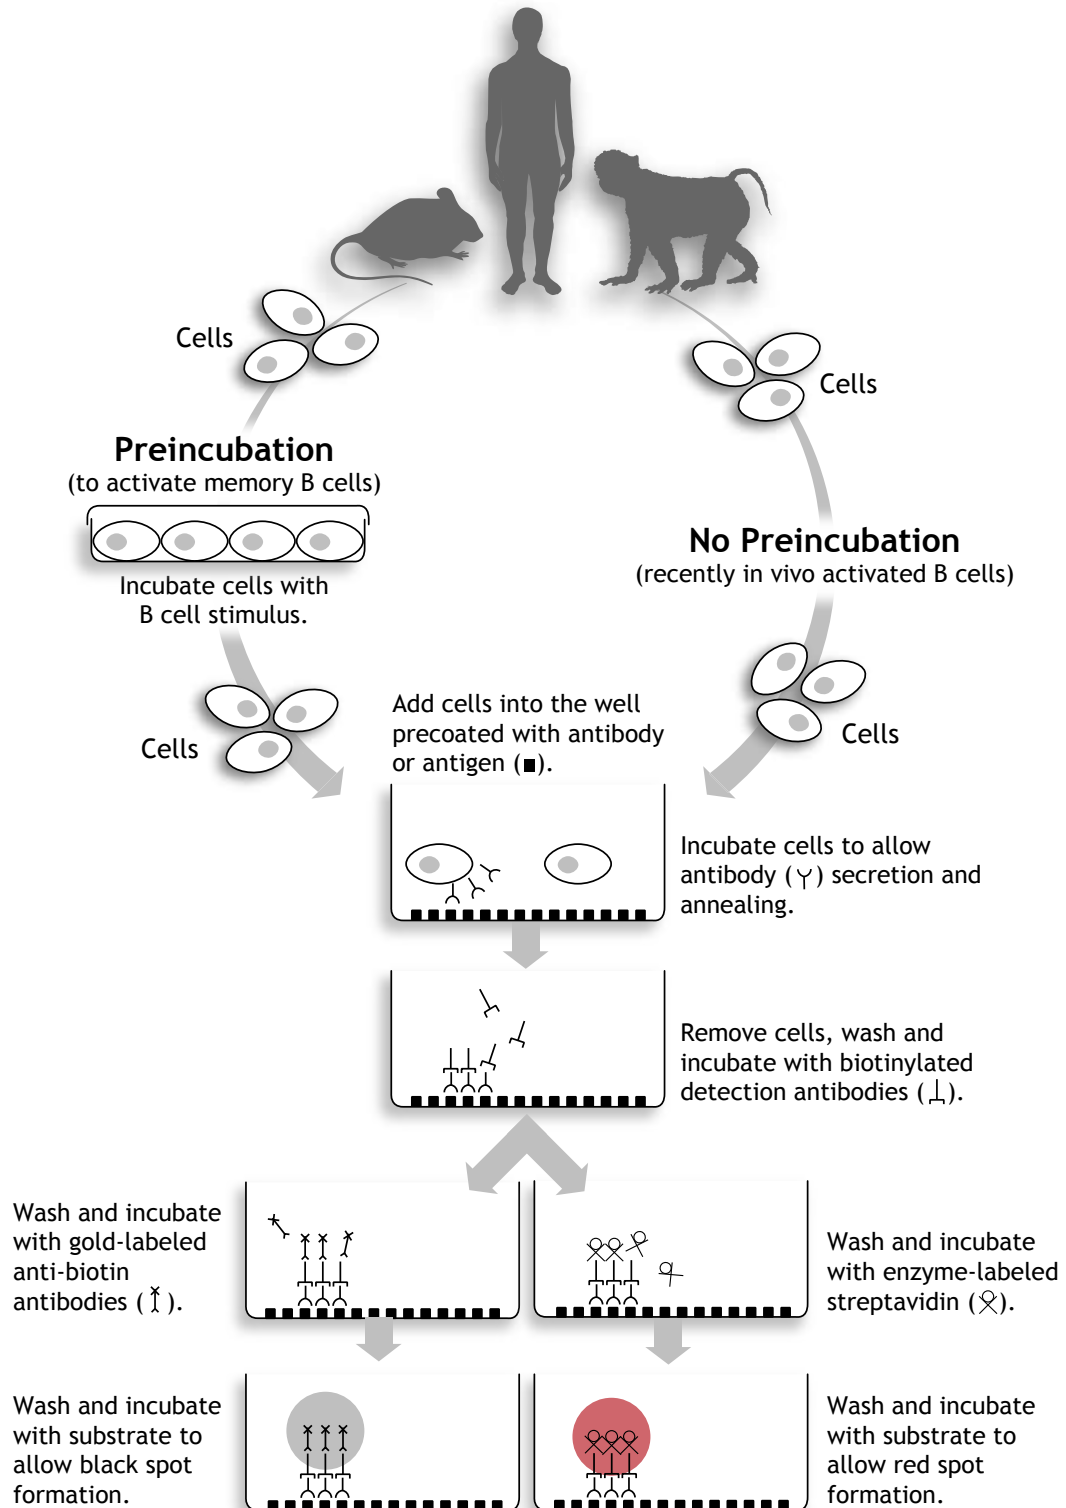 Cells
Cells
Preincubation
(to activate memory B cells)
Incubate cells with
B cell stimulus.
No Preincubation
(recently in vivo activated B cells)
Cells
Cells
Add cells into the well
precoated with antibody
or antigen (■).
Incubate cells to allow
antibody ( ) secretion and
annealing.
Remove cells, wash and
incubate with biotinylated
detection antibodies ( ).
Wash and incubate
with gold-labeled
anti-biotin
antibodies ( ).
Wash and incubate
with enzyme-labeled
streptavidin ( ).
Wash and incubate
with substrate to
allow black spot
formation.
Wash and incubate
with substrate to
allow red spot
formation.